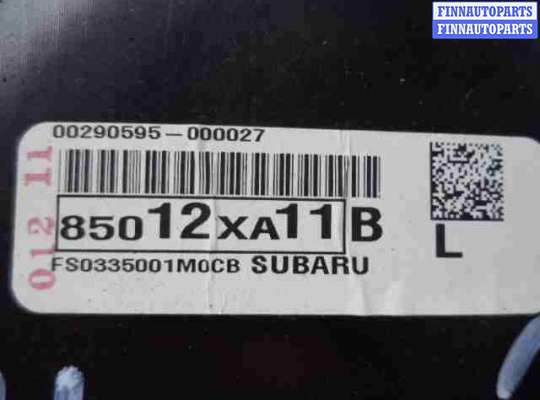 FINNAUTOPARTS
FINNAUTOPARTS
00290595-000027
012 11
85012XA11B
L
FS0335001M0CB SUBARU